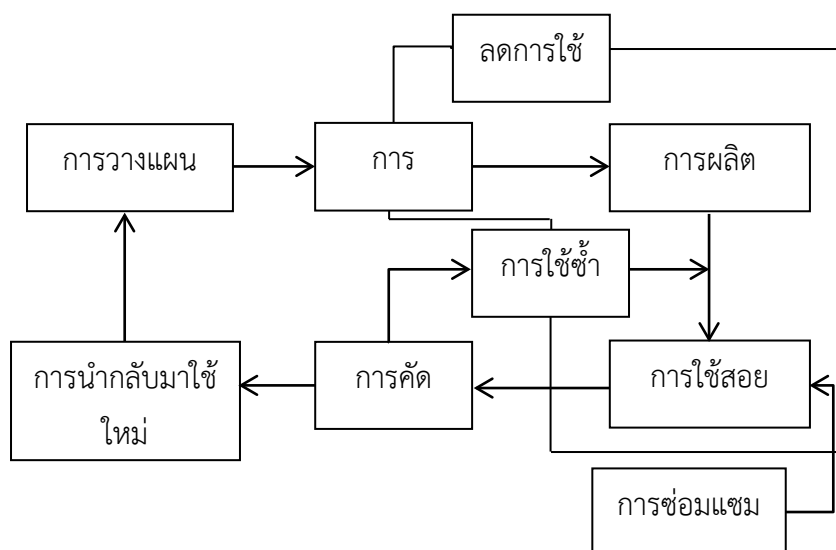 ลดการใช้
การวางแผน
การ
การผลิต
การใช้ซ้ำ
การนำกลับมาใช้
ใหม่
การคัด
การใช้สอย
การซ่อมแซม